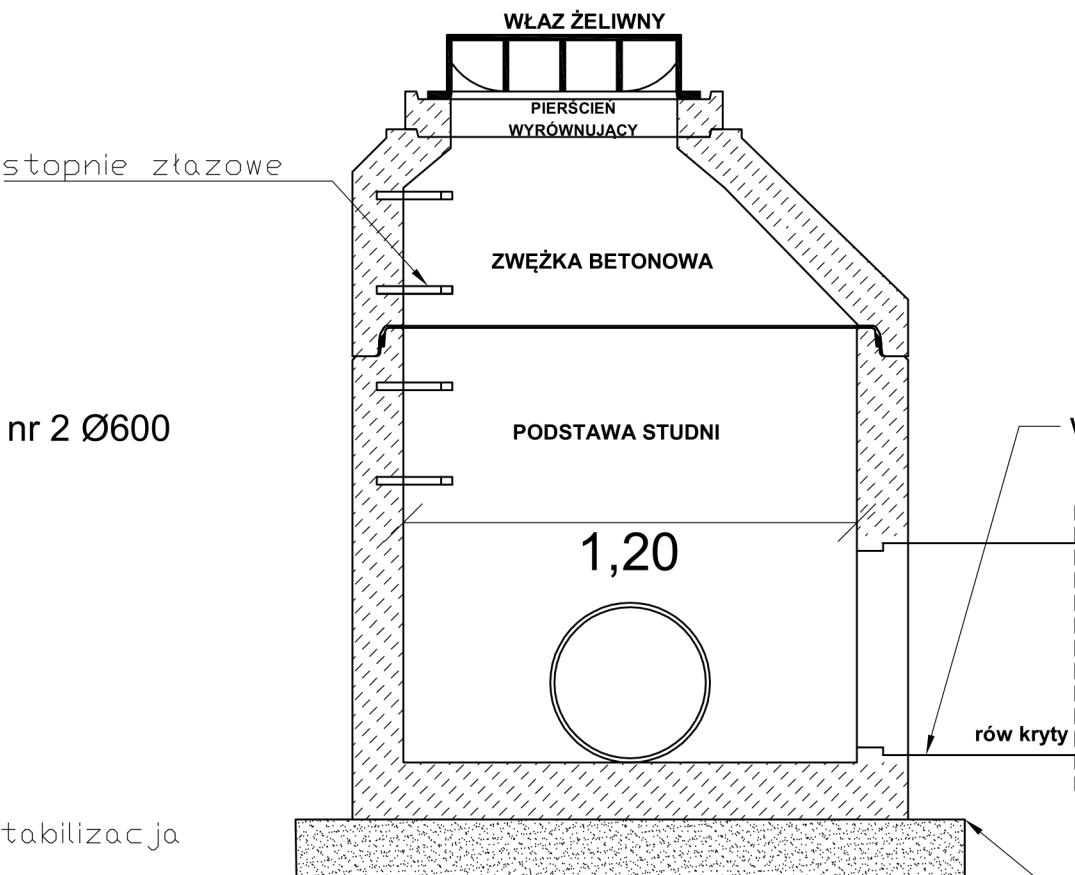 WŁAZ ŻELIWNY
PIERŚCIEŃ
WYRÓWNUJĄCY
stopnie złazowe
ZWĘŻKA BETONOWA
nr 2 Ø600
PODSTAWA STUDNI
1,20
rów kryty
tabilizacja